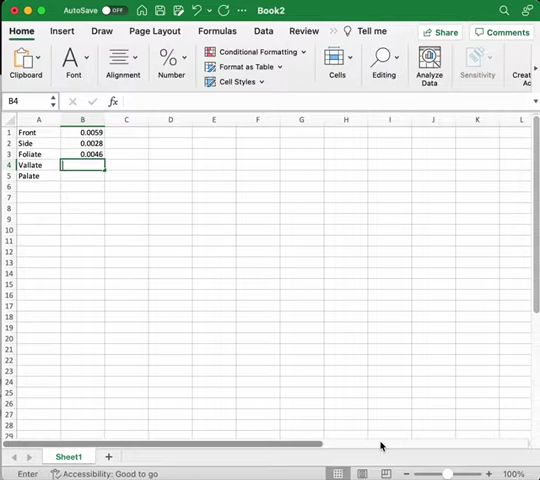 AutoSave OFF Book2
Home Insert Draw Page Layout Formulas Data Review >> Tell me Share Comments
Clipboard Font Alignment Number Conditional Formatting Format as Table Cell Styles Cells Editing Analyze Data Sensitivity
B4 fx
A B C D E F G H I J K L
1 Front 0.0059
2 Side 0.0028
3 Foliate 0.0046
4 Vallate
5 Palate
6
7
8
9
10
11
12
13
14
15
16
17
18
19
20
21
22
23
24
25
26
27
28
29
Sheet1 +
Enter Accessibility: Good to go 100%